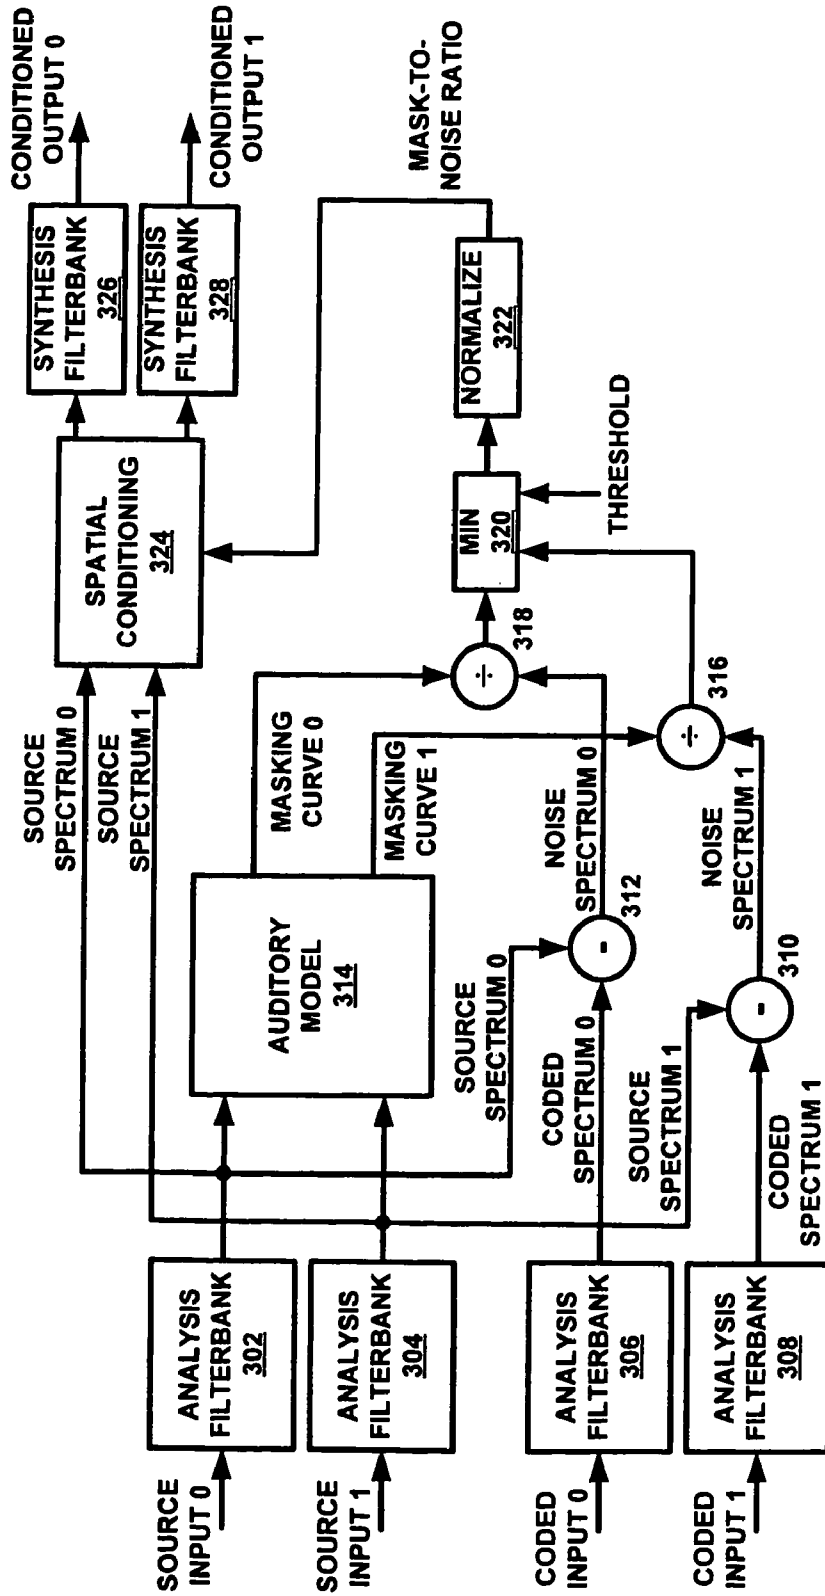 SOURCE
INPUT 0
SOURCE
INPUT 1
CODED
INPUT 0
CODED
INPUT 1
ANALYSIS
FILTERBANK
302
ANALYSIS
FILTERBANK
304
ANALYSIS
FILTERBANK
306
ANALYSIS
FILTERBANK
308
SOURCE
SPECTRUM 0
SOURCE
SPECTRUM 1
AUDITORY
MODEL
314
SOURCE
SPECTRUM 0
CODED
SPECTRUM 0
SOURCE
SPECTRUM 1
CODED
SPECTRUM 1
MASKING
CURVE 0
MASKING
CURVE 1
-
312
-
310
NOISE
SPECTRUM 0
NOISE
SPECTRUM 1
÷
318
÷
316
SPATIAL
CONDITIONING
324
MIN
320
THRESHOLD
NORMALIZE
322
MASK-TO-
NOISE RATIO
SYNTHESIS
FILTERBANK
326
SYNTHESIS
FILTERBANK
328
CONDITIONED
OUTPUT 0
CONDITIONED
OUTPUT 1